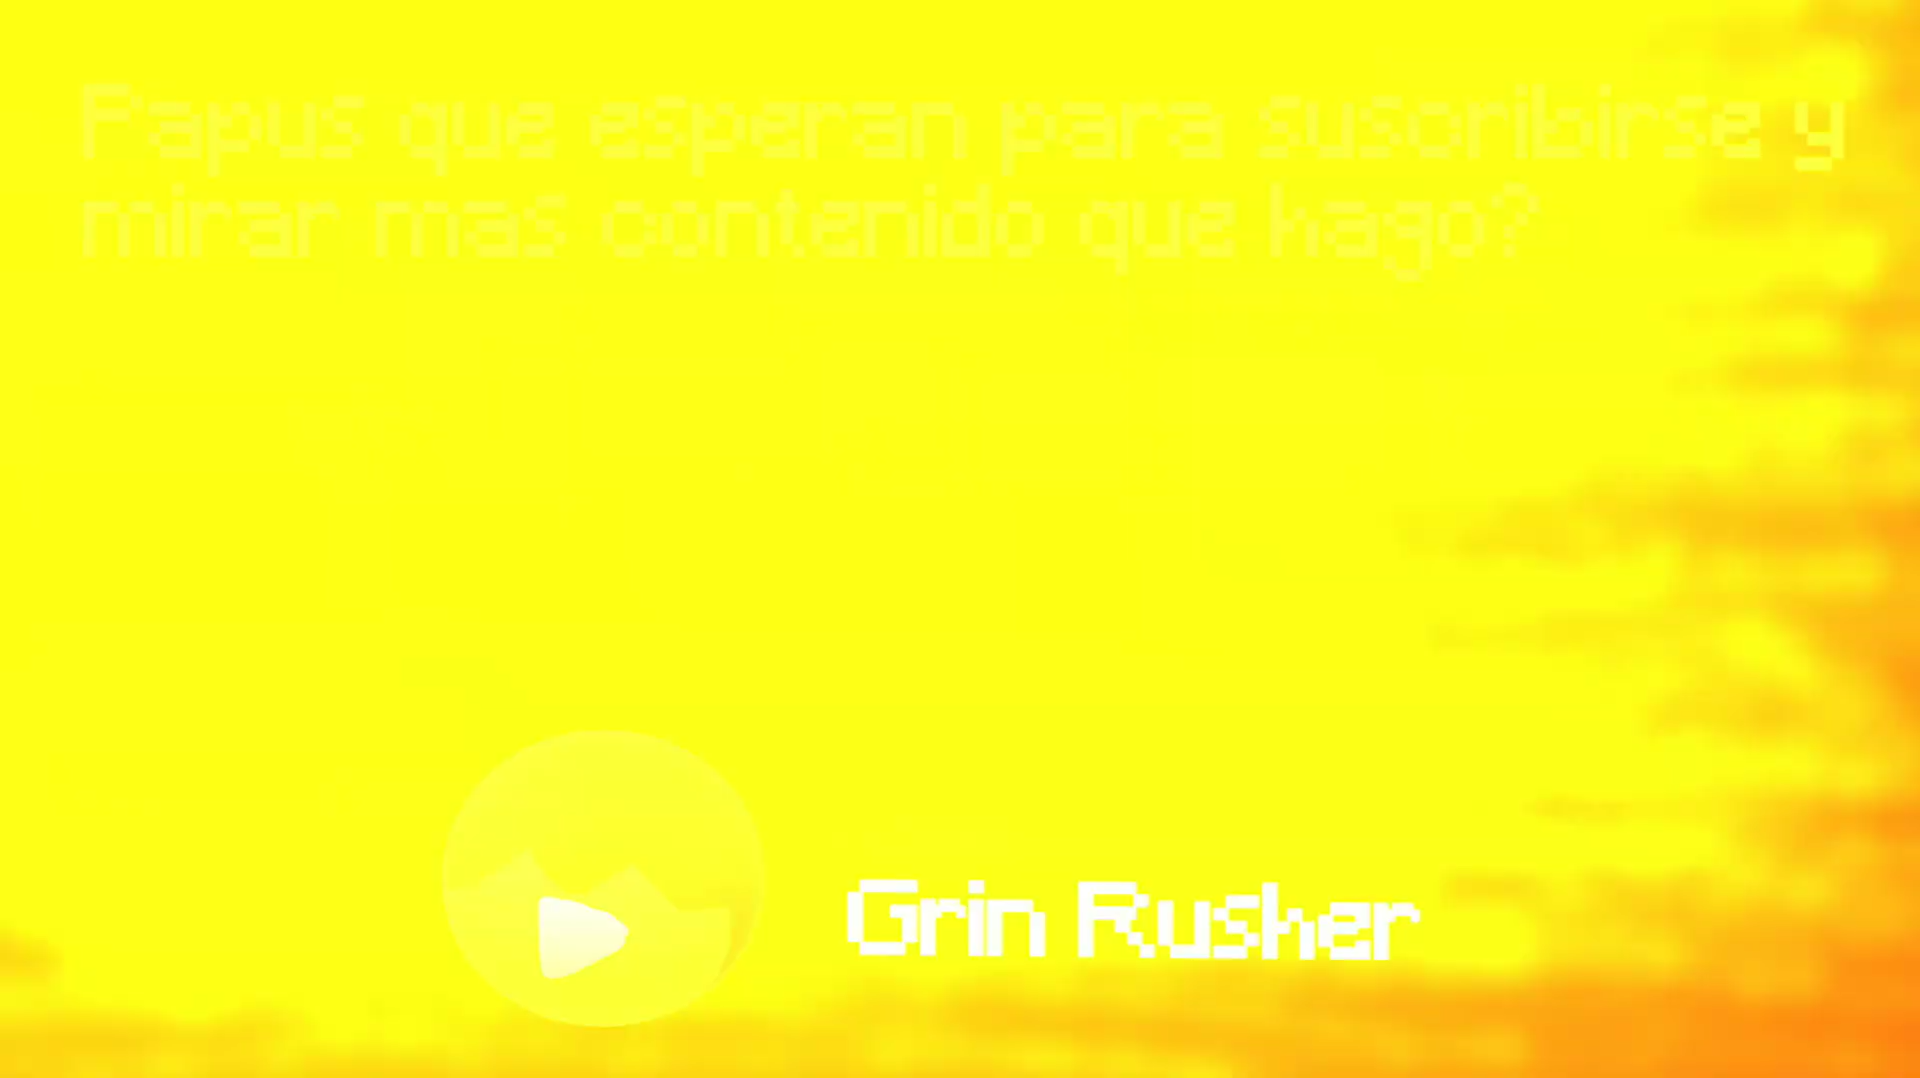 Papus que esperan para suscribirse y
mirar mas contenido que hago?
Grin Rusher